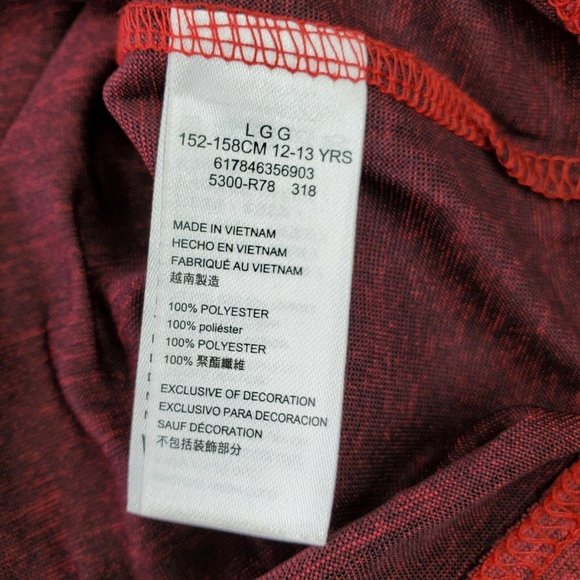 L G G
152-158CM 12-13 YRS
617846356903
5300-R78 318
MADE IN VIETNAM
HECHO EN VIETNAM
FABRIQUÉ AU VIETNAM
越南製造
100% POLYESTER
100% poliéster
100% POLYESTER
100% 聚酯纖維
EXCLUSIVE OF DECORATION
EXCLUSIVO PARA DECORACION
SAUF DÉCORATION
不包括装飾部分